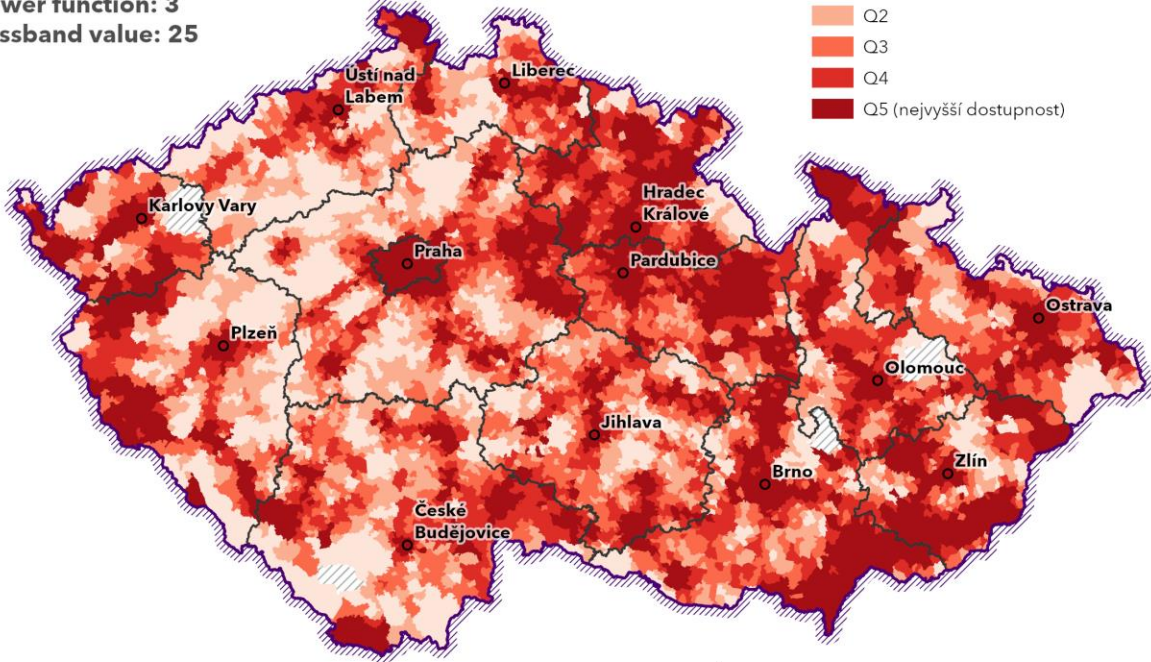 wer function: 3
ssband value: 25
Q2
Q3
Q4
Q5 (nejvyšší dostupnost)
Ústí nad
Labem
Liberec
Karlovy Vary
Hradec
Králové
Praha
Pardubice
Ostrava
Plzeň
Olomouc
Jihlava
Zlín
Brno
České
Budějovice